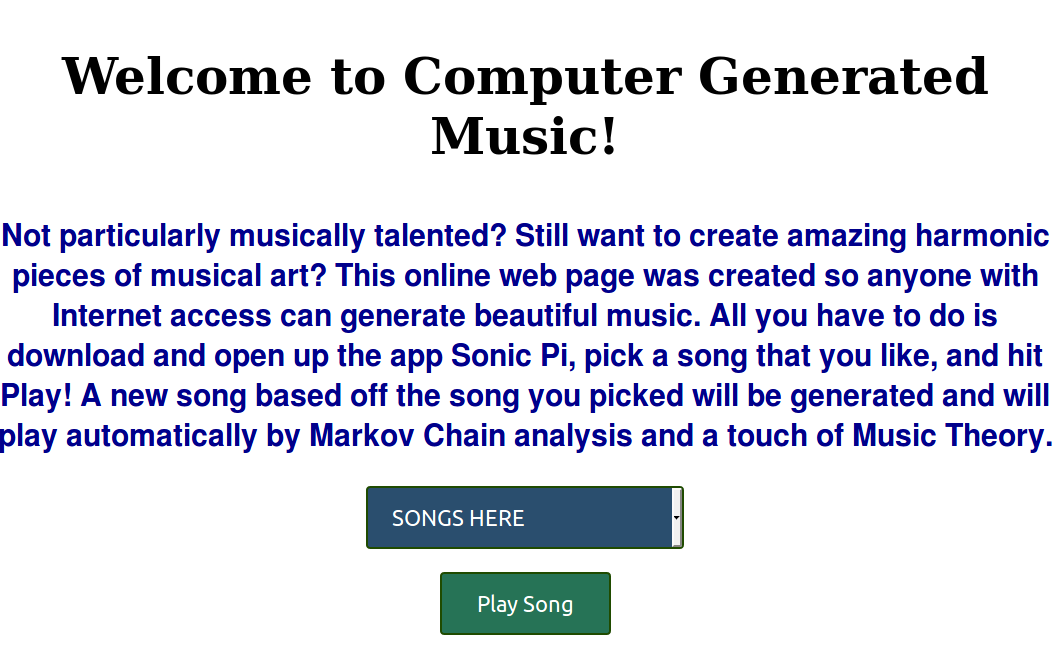 Welcome to Computer Generated
Music!
Not particularly musically talented? Still want to create amazing harmonic
pieces of musical art? This online web page was created so anyone with
Internet access can generate beautiful music. All you have to do is
download and open up the app Sonic Pi, pick a song that you like, and hit
Play! A new song based off the song you picked will be generated and will
play automatically by Markov Chain analysis and a touch of Music Theory.
SONGS HERE
Play Song